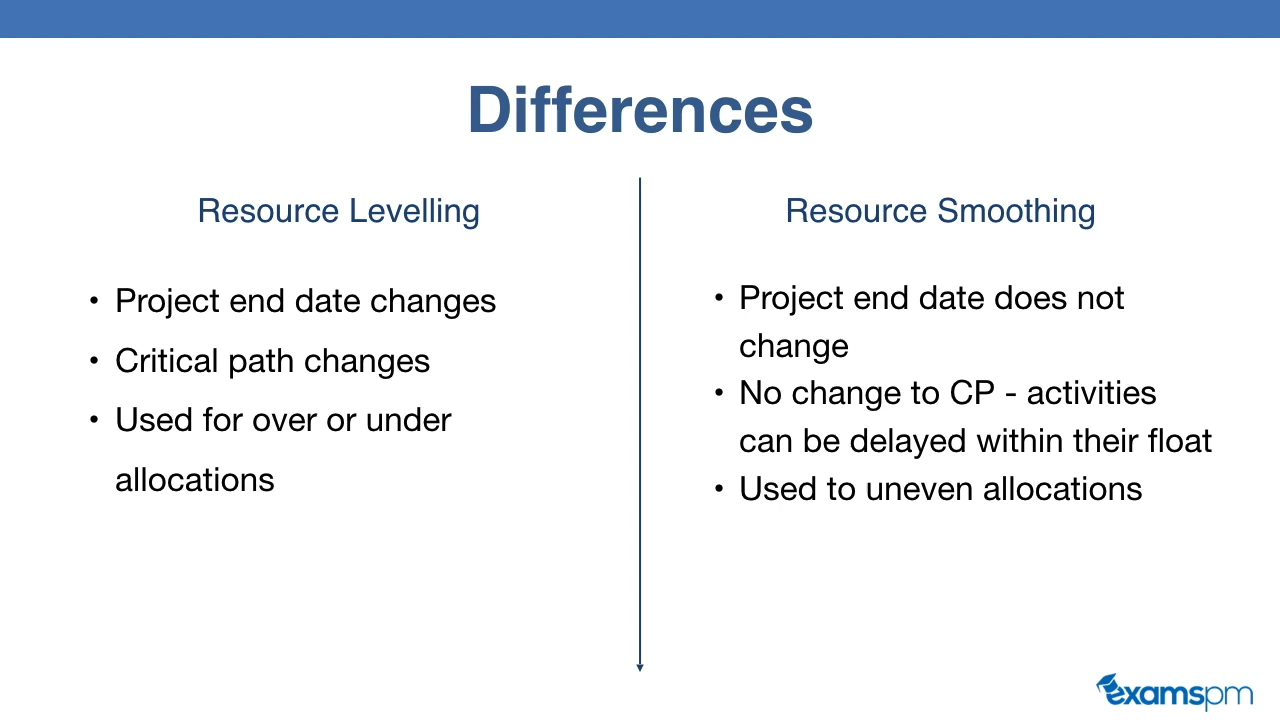 Differences
Resource Levelling
• Project end date changes
• Critical path changes
• Used for over or under
allocations
Resource Smoothing
• Project end date does not
change
• No change to CP - activities
can be delayed within their float
• Used to uneven allocations
examspm